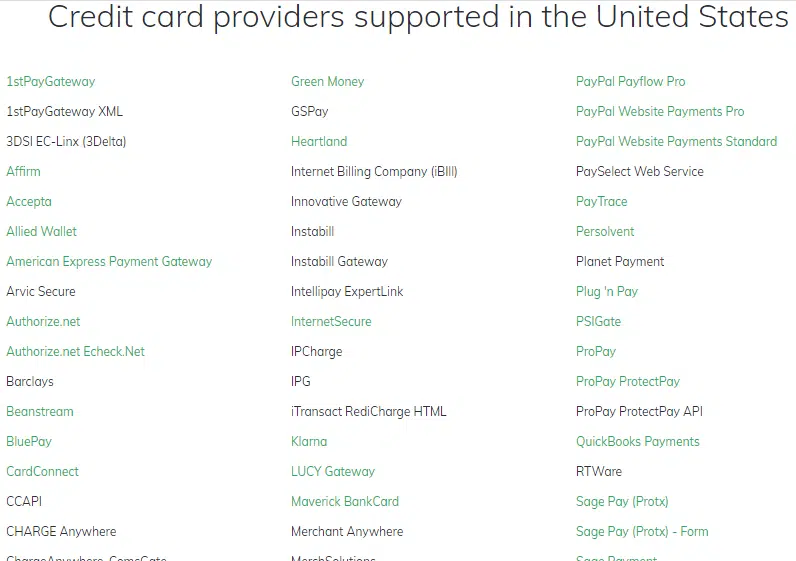 Credit card providers supported in the United States
1stPayGateway
1stPayGateway XML
3DSI EC-Linx (3Delta)
Affirm
Accepta
Allied Wallet
American Express Payment Gateway
Arvic Secure
Authorize.net
Authorize.net Echeck.Net
Barclays
Beanstream
BluePay
CardConnect
CCAPI
CHARGE Anywhere
ChargeAnywhere ComsGate
Green Money
GSPay
Heartland
Internet Billing Company (iBIll)
Innovative Gateway
Instabill
Instabill Gateway
Intellipay ExpertLink
InternetSecure
IPCharge
IPG
iTransact RediCharge HTML
Klarna
LUCY Gateway
Maverick BankCard
Merchant Anywhere
MerchSolutions
PayPal Payflow Pro
PayPal Website Payments Pro
PayPal Website Payments Standard
PaySelect Web Service
PayTrace
Persolvent
Planet Payment
Plug 'n Pay
PSIGate
ProPay
ProPay ProtectPay
ProPay ProtectPay API
QuickBooks Payments
RTWare
Sage Pay (Protx)
Sage Pay (Protx) - Form
Sage Payment